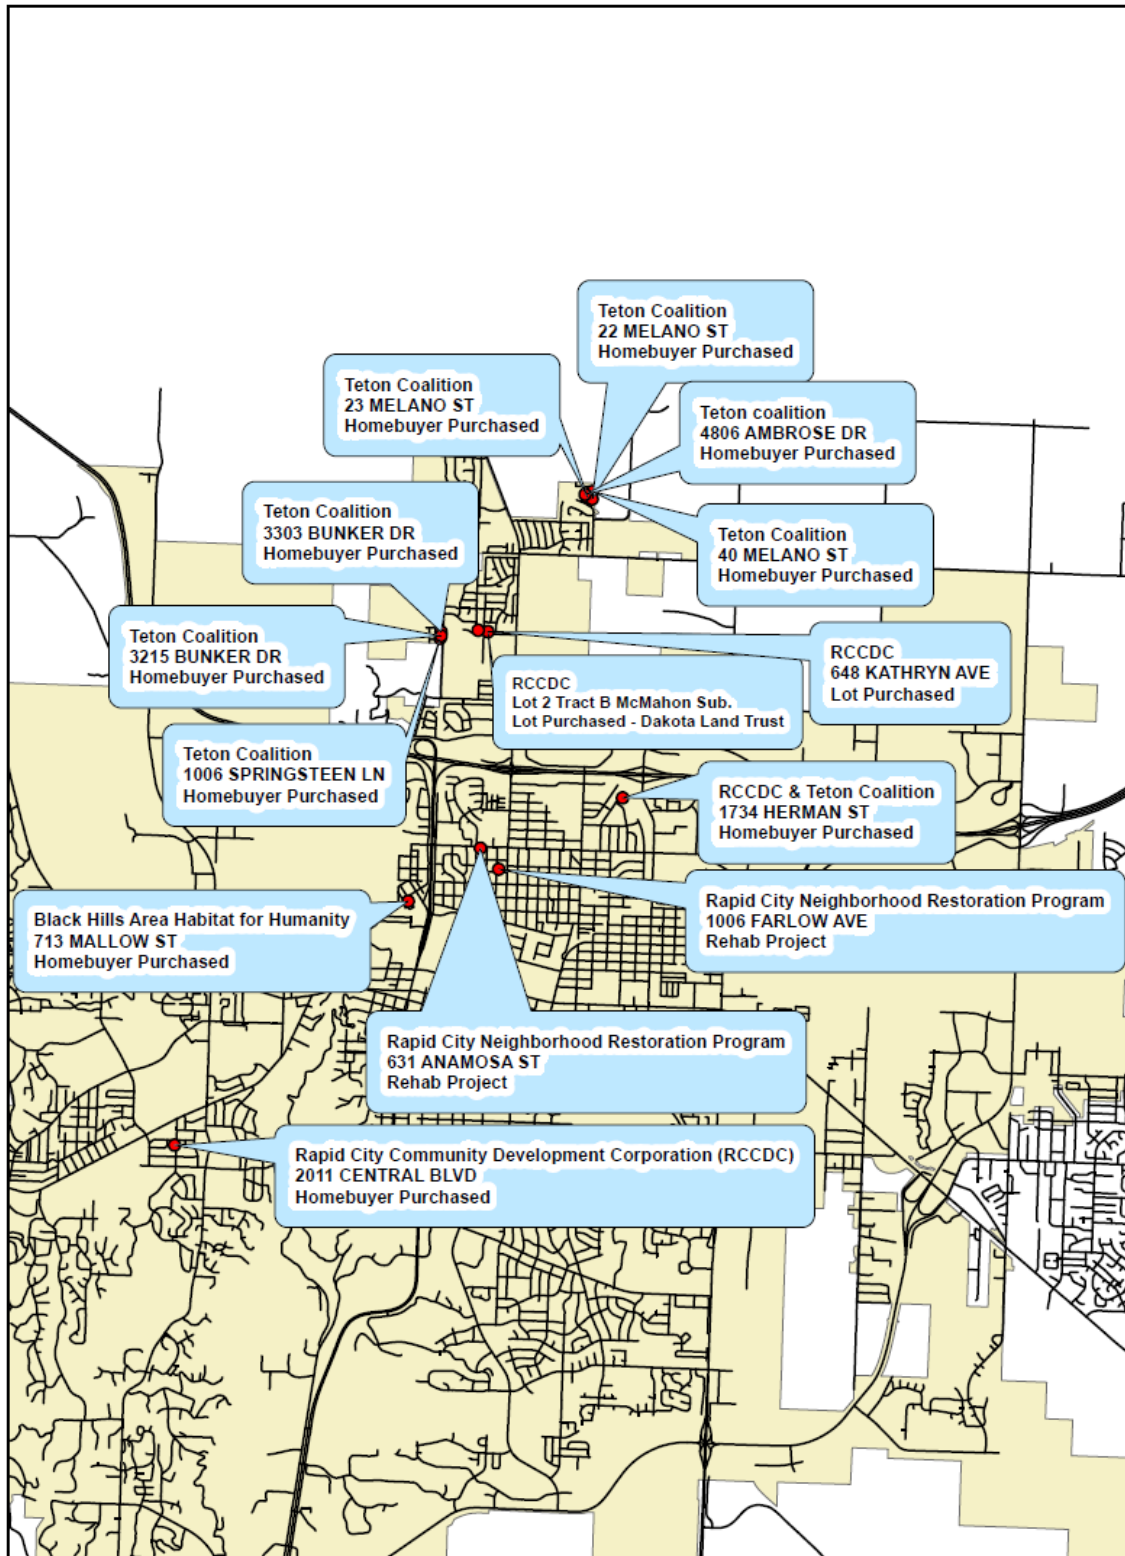 Teton Coalition
22 MELANO ST
Homebuyer Purchased
Teton Coalition
23 MELANO ST
Homebuyer Purchased
Teton coalition
4806 AMBROSE DR
Homebuyer Purchased
Teton Coalition
3303 BUNKER DR
Homebuyer Purchased
Teton Coalition
40 MELANO ST
Homebuyer Purchased
Teton Coalition
3215 BUNKER DR
Homebuyer Purchased
RCCDC
648 KATHRYN AVE
Lot Purchased
RCCDC
Lot 2 Tract B McMahon Sub.
Lot Purchased - Dakota Land Trust
Teton Coalition
1006 SPRINGSTEEN LN
Homebuyer Purchased
RCCDC & Teton Coalition
1734 HERMAN ST
Homebuyer Purchased
Rapid City Neighborhood Restoration Program
1006 FARLOW AVE
Rehab Project
Black Hills Area Habitat for Humanity
713 MALLOW ST
Homebuyer Purchased
Rapid City Neighborhood Restoration Program
631 ANAMOSA ST
Rehab Project
Rapid City Community Development Corporation (RCCDC)
2011 CENTRAL BLVD
Homebuyer Purchased